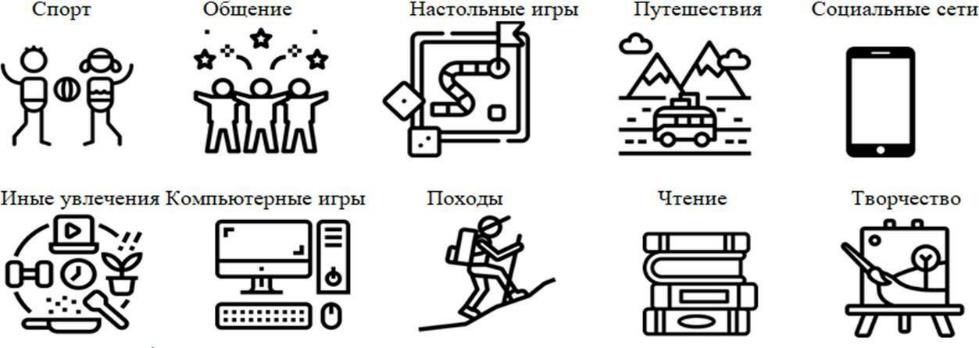 Спорт
Общение
Настольные игры
Путешествия
Социальные сети
Иные увлечения
Компьютерные игры
Походы
Чтение
Творчество